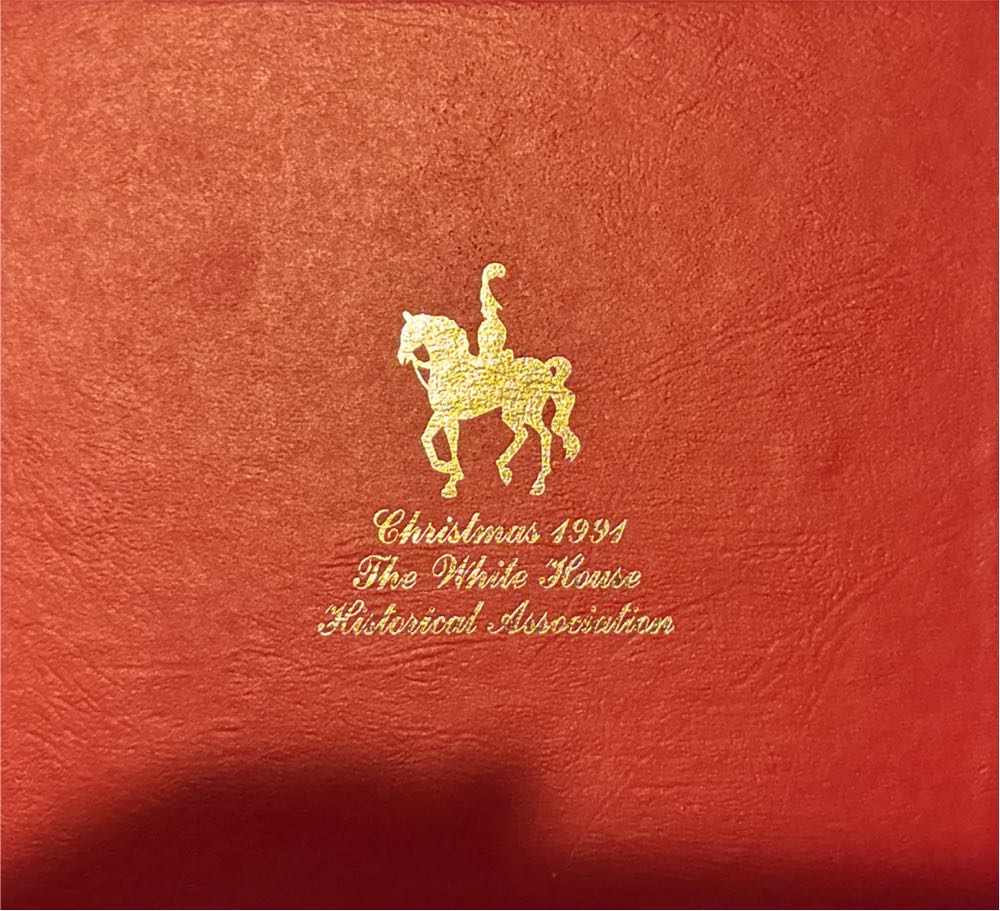 Christmas 1991
The White House
Historical Association